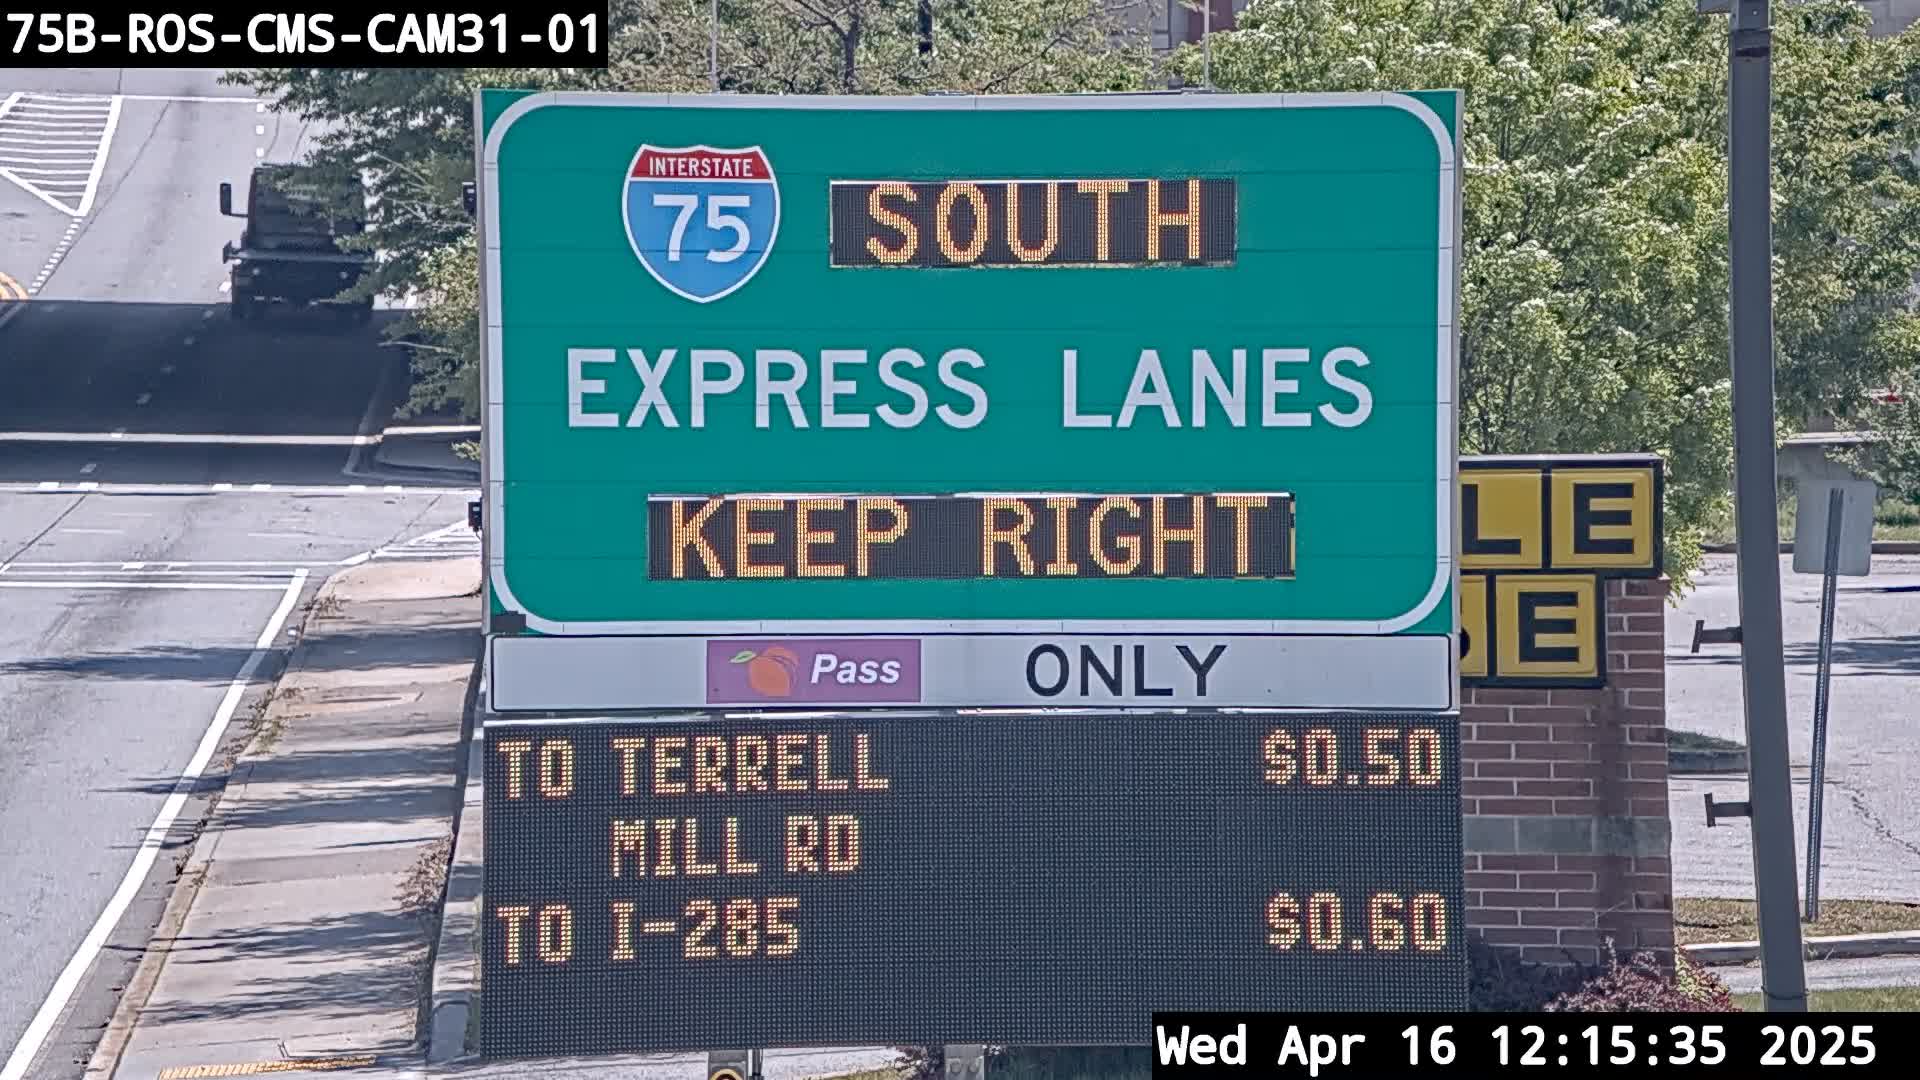 75B-ROS-CMS-CAM31-01
INTERSTATE
75
SOUTH
EXPRESS LANES
KEEP RIGHT
LE
E
Pass ONLY
TO TERRELL $0.50
MILL RD
TO I-285 $0.60
Wed Apr 16 12:15:35 2025